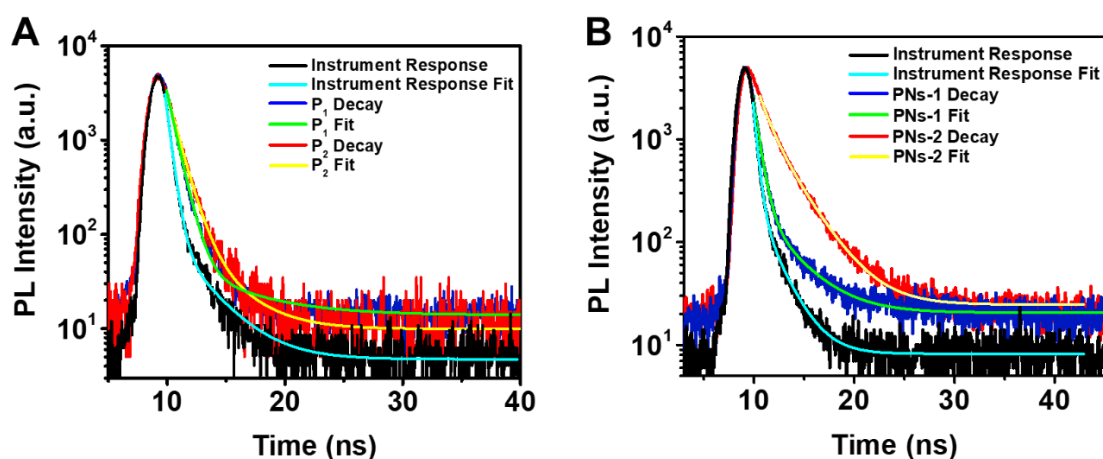 A
PL Intensity (a.u.)
10⁴
10³
10²
10¹
Instrument Response
Instrument Response Fit
P₁ Decay
P₁ Fit
P₂ Decay
P₂ Fit
10
20
30
40
Time (ns)
B
PL Intensity (a.u.)
10⁴
10³
10²
10¹
Instrument Response
Instrument Response Fit
PNs-1 Decay
PNs-1 Fit
PNs-2 Decay
PNs-2 Fit
10
20
30
40
Time (ns)